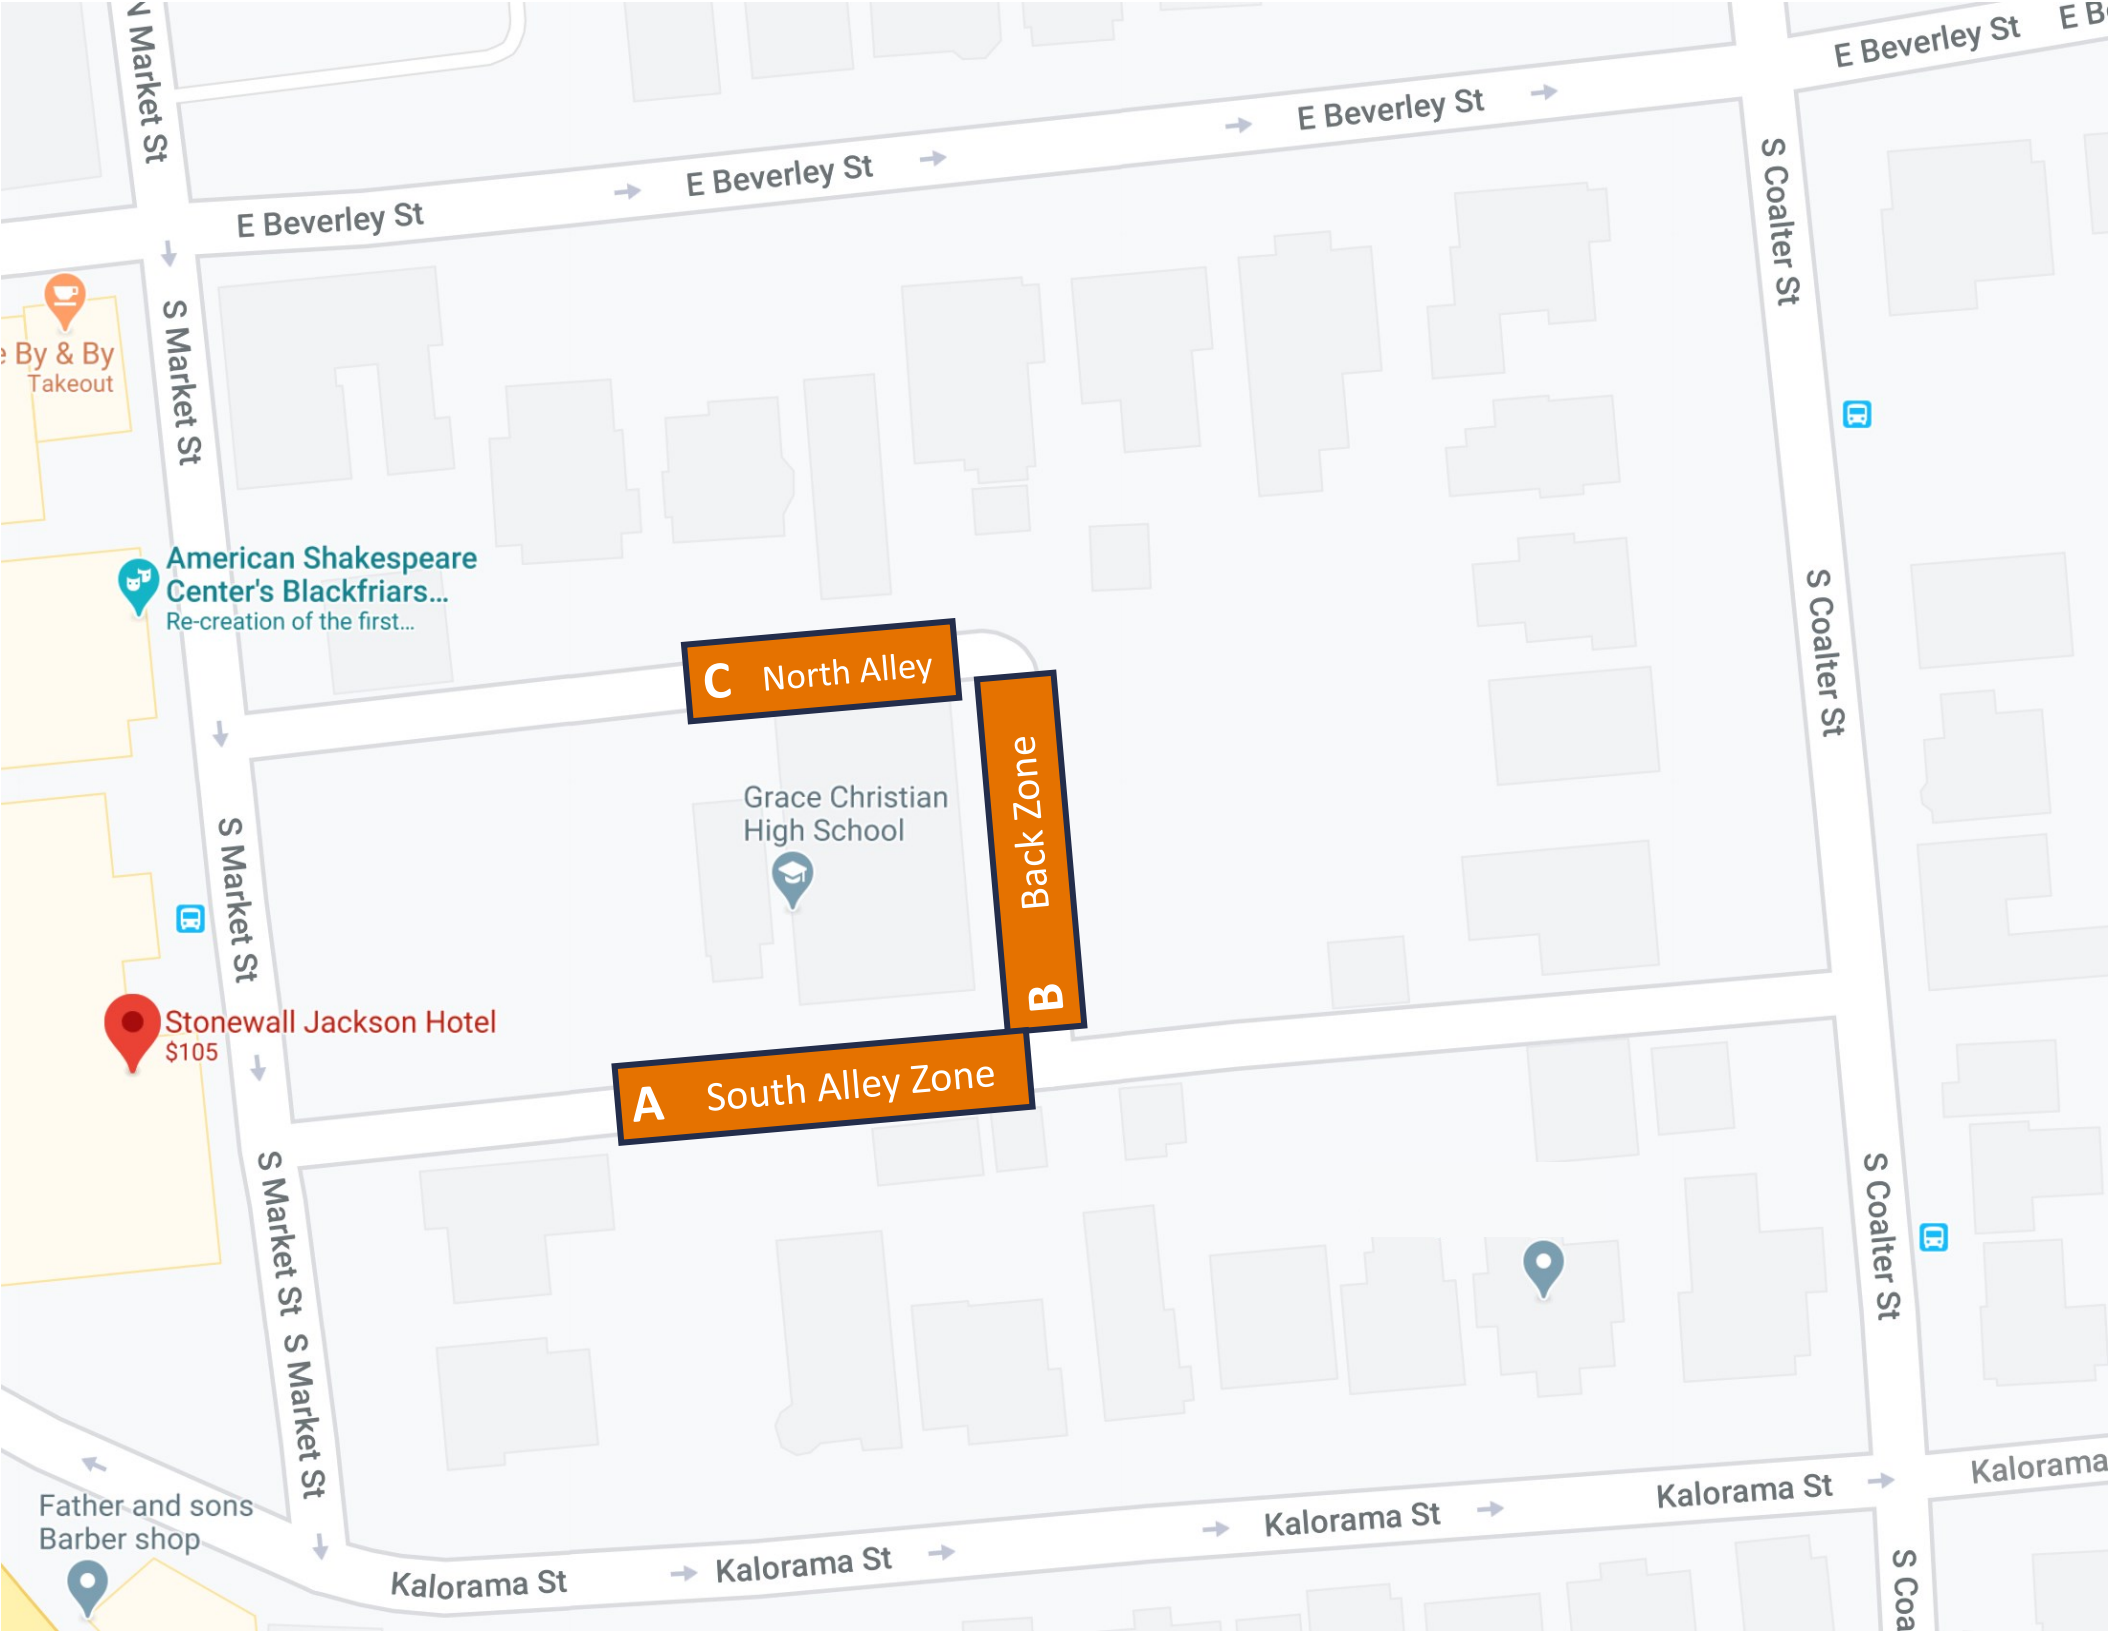 N Market St
E Beverley St
E Be
E Beverley St
E Beverley St
E Beverley St
S Coalter St
e By & By
Takeout
S Market St
American Shakespeare
Center's Blackfriars...
Re-creation of the first...
S Coalter St
C North Alley
Back Zone
B
Grace Christian
High School
S Market St
Stonewall Jackson Hotel
$105
A South Alley Zone
S Market St
S Coalter St
S Market St
Kalorama
Kalorama St
Kalorama St
Father and sons
Barber shop
Kalorama St
Kalorama St
S Coa